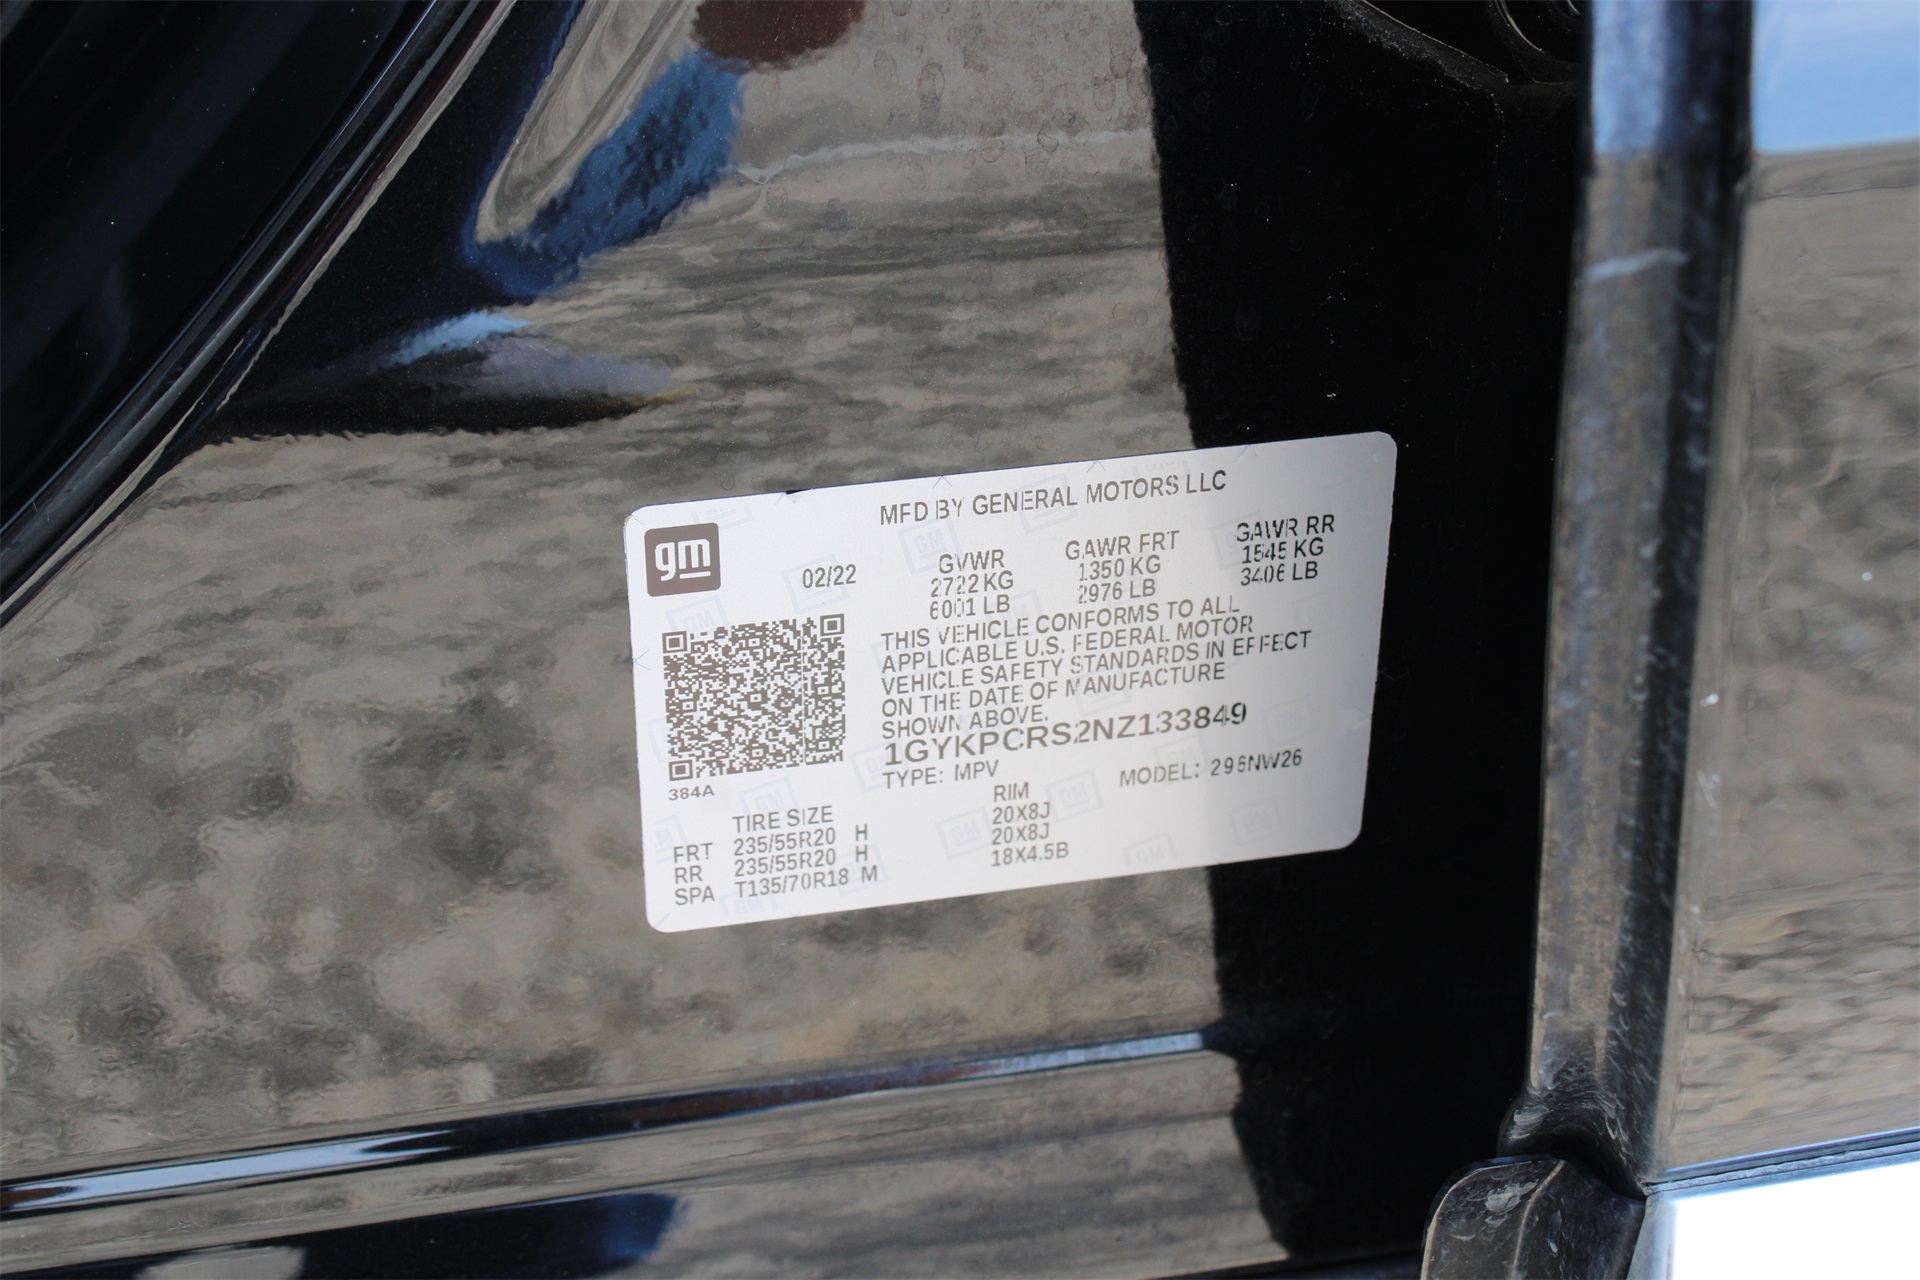 MFD BY GENERAL MOTORS LLC
gm
02/22
GVWR GAWR FRT GAWR RR
2722 KG 1350 KG 1545 KG
6001 LB 2976 LB 3406 LB
THIS VEHICLE CONFORMS TO ALL
APPLICABLE U.S. FEDERAL MOTOR
VEHICLE SAFETY STANDARDS IN EFFECT
ON THE DATE OF MANUFACTURE
SHOWN ABOVE.
1GYKPCRS2NZ133849
TYPE: MPV MODEL: 296NW26
384A
TIRE SIZE RIM
FRT 235/55R20 H 20X8J
RR 235/55R20 H 20X8J
SPA T135/70R18 M 18X4.5B